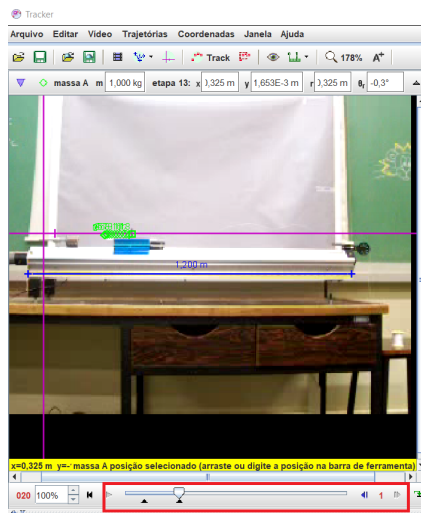 Tracker
Arquivo Editar Vídeo Trajetórias Coordenadas Janela Ajuda
Track 178% A+
massa A m 1,000 kg etapa 13: x 0,325 m y 1,653E-3 m r 0,325 m θr -0,3°
1,200 m
x=0,325 m y=-massa A posição selecionado (arraste ou digite a posição na barra de ferramenta)
020 100% 1